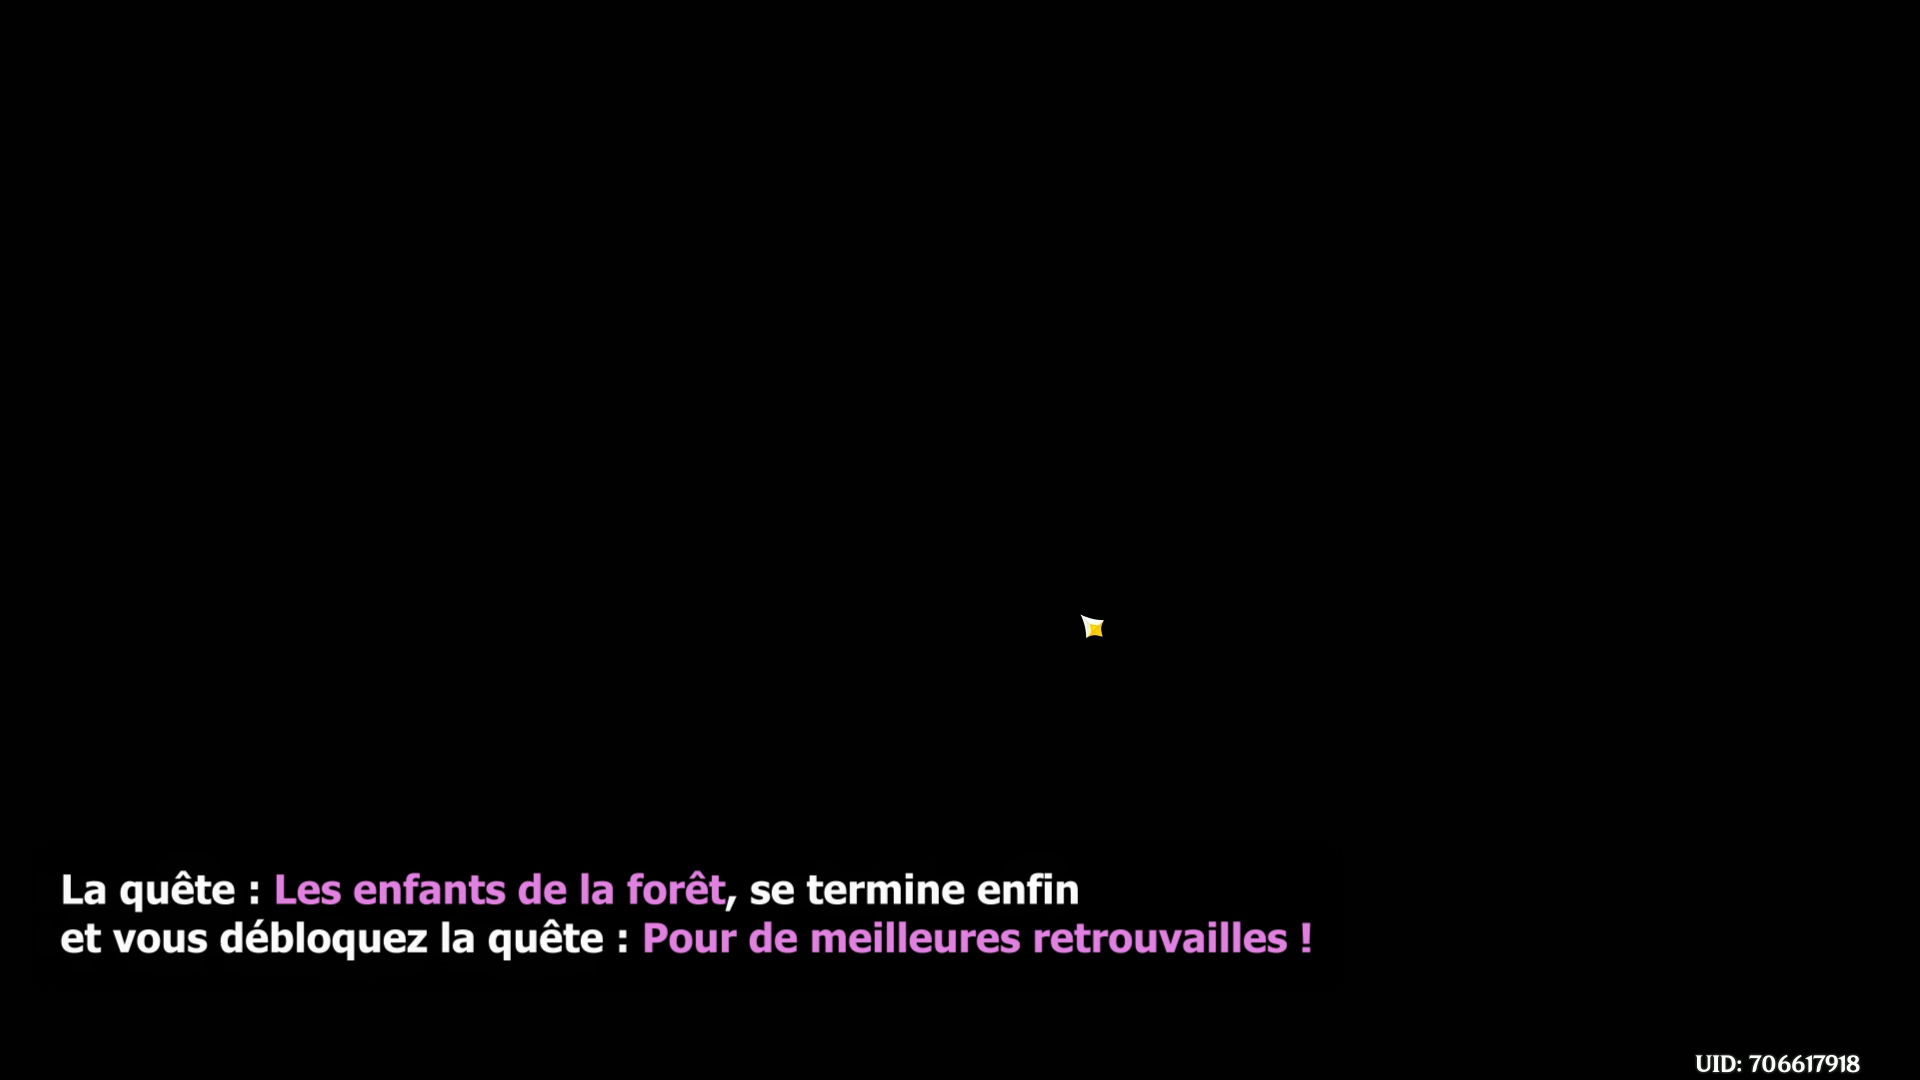 La quête : Les enfants de la forêt, se termine enfin
et vous débloquez la quête : Pour de meilleures retrouvailles !
UID: 706617918